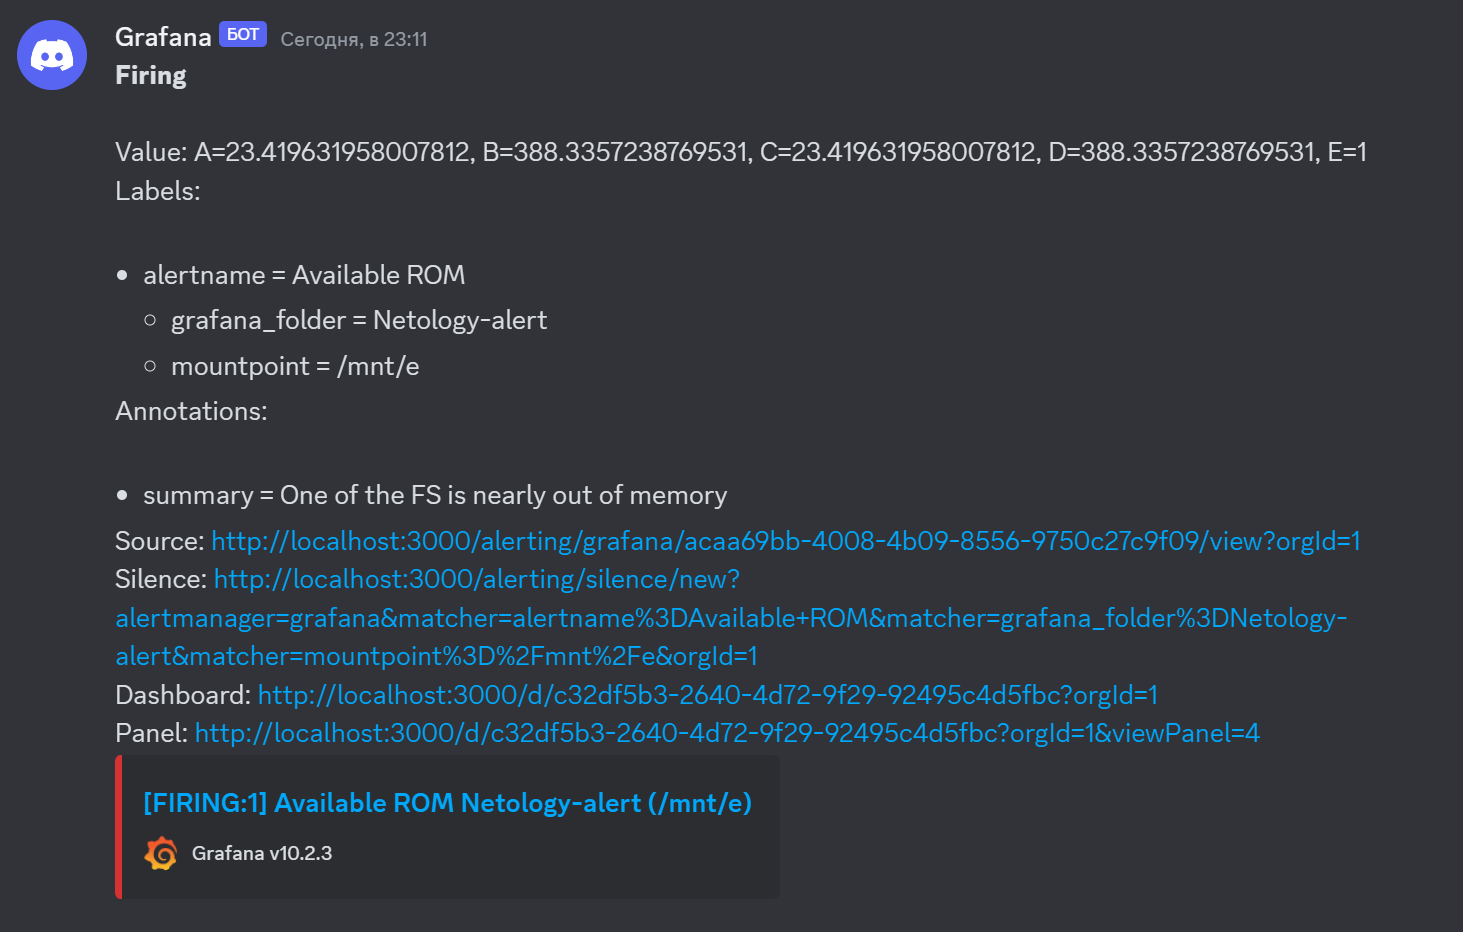 Grafana БОТ Сегодня, в 23:11
Firing
Value: A=23.419631958007812, B=388.3357238769531, C=23.419631958007812, D=388.3357238769531, E=1
Labels:
• alertname = Available ROM
○ grafana_folder = Netology-alert
○ mountpoint = /mnt/e
Annotations:
• summary = One of the FS is nearly out of memory
Source: http://localhost:3000/alerting/grafana/acaa69bb-4008-4b09-8556-9750c27c9f09/view?orgId=1
Silence: http://localhost:3000/alerting/silence/new?
alertmanager=grafana&matcher=alertname%3DAvailable+ROM&matcher=grafana_folder%3DNetology-
alert&matcher=mountpoint%3D%2Fmnt%2Fe&orgId=1
Dashboard: http://localhost:3000/d/c32df5b3-2640-4d72-9f29-92495c4d5fbc?orgId=1
Panel: http://localhost:3000/d/c32df5b3-2640-4d72-9f29-92495c4d5fbc?orgId=1&viewPanel=4
[FIRING:1] Available ROM Netology-alert (/mnt/e)
Grafana v10.2.3